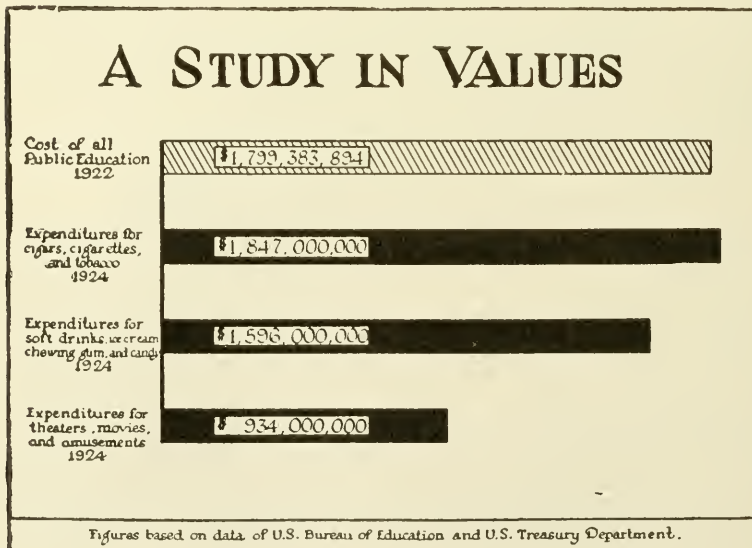 A STUDY IN VALUES
Cost of all
Public Education
1922
$1,799,383,894
Expenditures for
cigars, cigarettes,
and tobacco
1924
$1,847,000,000
Expenditures for
soft drinks, ice cream
chewing gum, and candy
1924
$1,596,000,000
Expenditures for
theaters, movies,
and amusements
1924
$ 934,000,000
Figures based on data of U.S. Bureau of Education and U.S. Treasury Department.